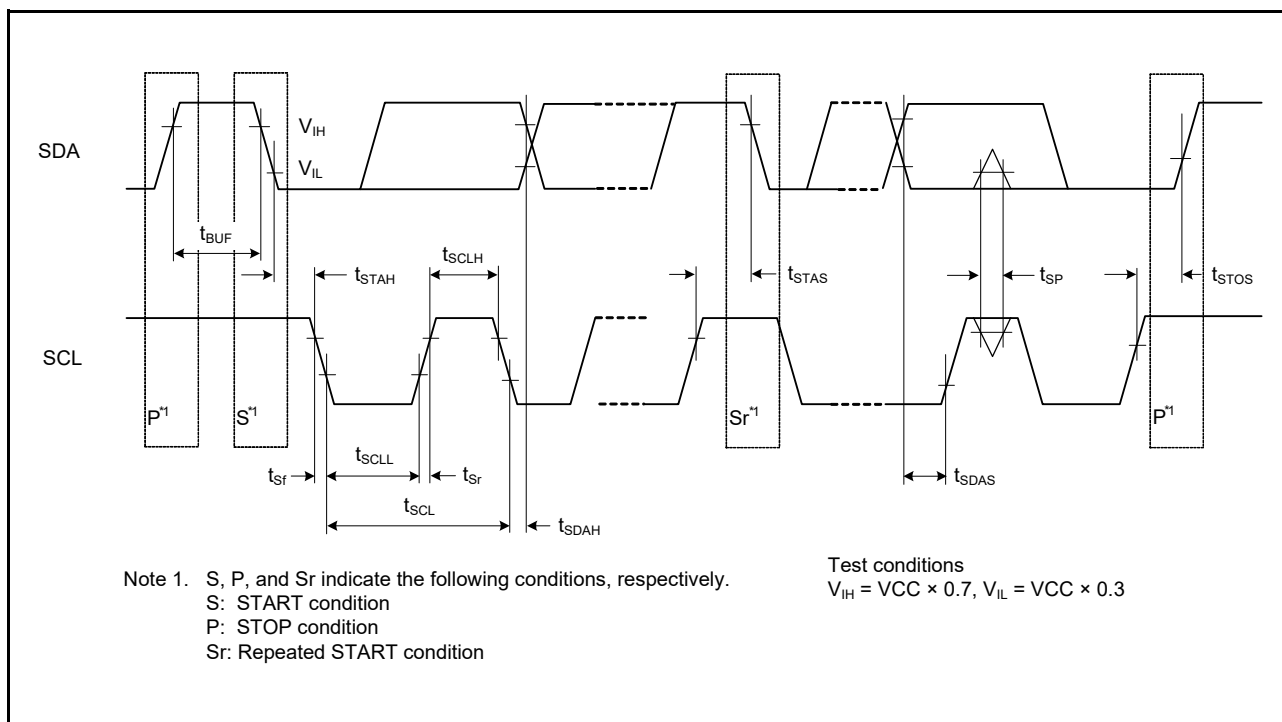 SDA
V_IH
V_IL
t_BUF
t_STAH
t_SCLH
t_STAS
t_SP
t_STOS
SCL
P*1
S*1
Sr*1
P*1
t_Sf
t_SCLL
t_Sr
t_SDAS
t_SCL
t_SDAH
Note 1. S, P, and Sr indicate the following conditions, respectively.
S: START condition
P: STOP condition
Sr: Repeated START condition
Test conditions
V_IH = VCC × 0.7, V_IL = VCC × 0.3